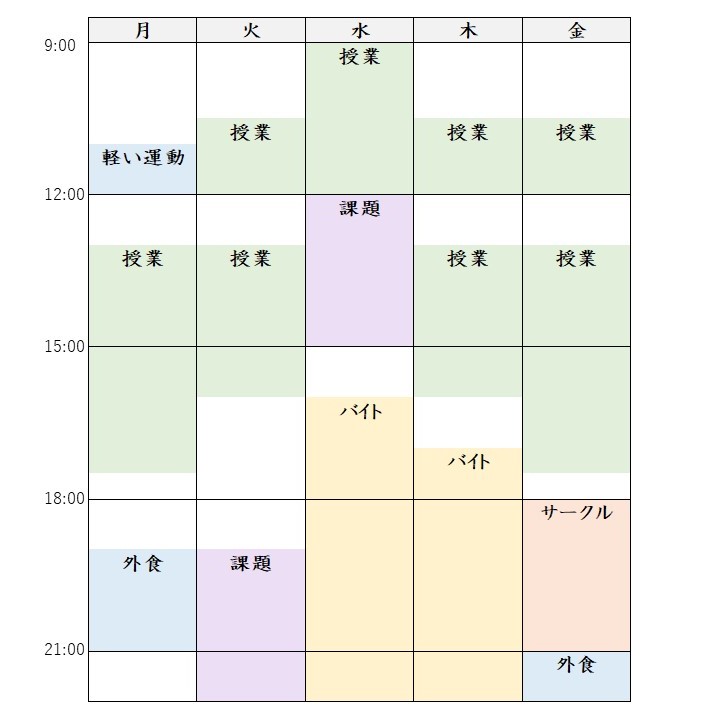 月 火 水 木 金
9:00 授業
授業 授業 授業
軽い運動
12:00 課題
授業 授業 授業 授業
15:00
バイト
バイト
18:00 サークル
外食 課題
21:00 外食